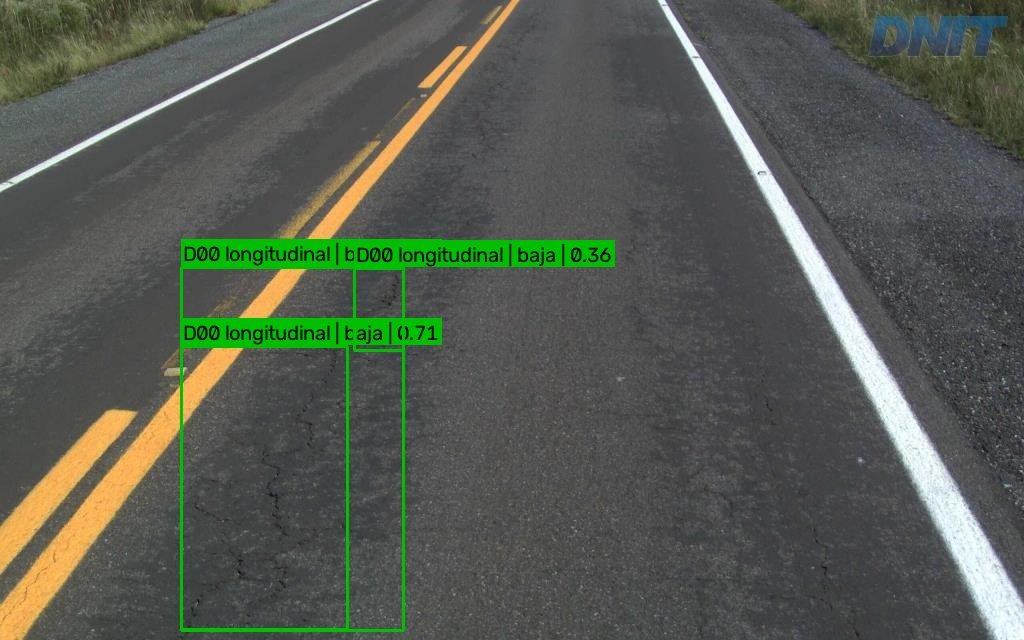 DNIT
D00 longitudinal | b
D00 longitudinal | baja | 0.36
D00 longitudinal | baja | 0.71